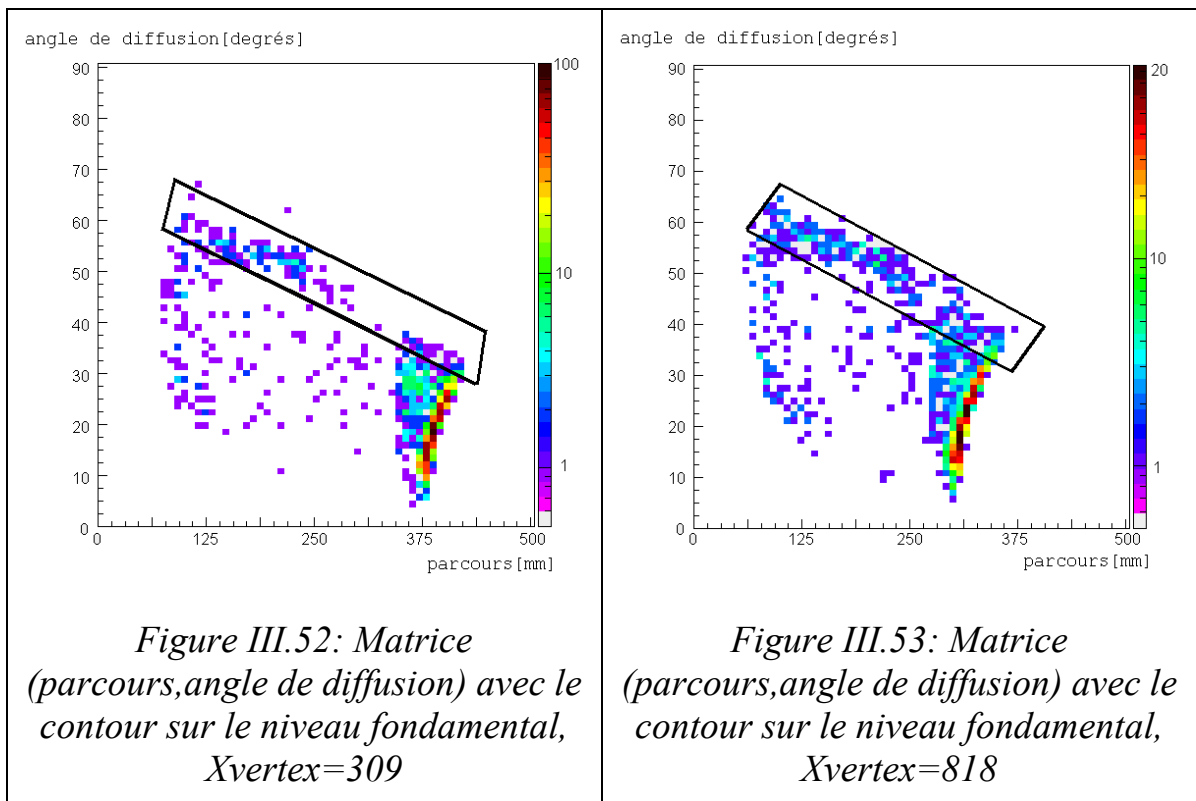 angle de diffusion[degrés]
90
80
70
60
50
40
30
20
10
0
0 125 250 375 500
parcours[mm]
100
10
1
Figure III.52: Matrice
(parcours,angle de diffusion) avec le
contour sur le niveau fondamental,
Xvertex=309
angle de diffusion[degrés]
90
80
70
60
50
40
30
20
10
0
0 125 250 375 500
parcours[mm]
20
10
1
Figure III.53: Matrice
(parcours,angle de diffusion) avec le
contour sur le niveau fondamental,
Xvertex=818